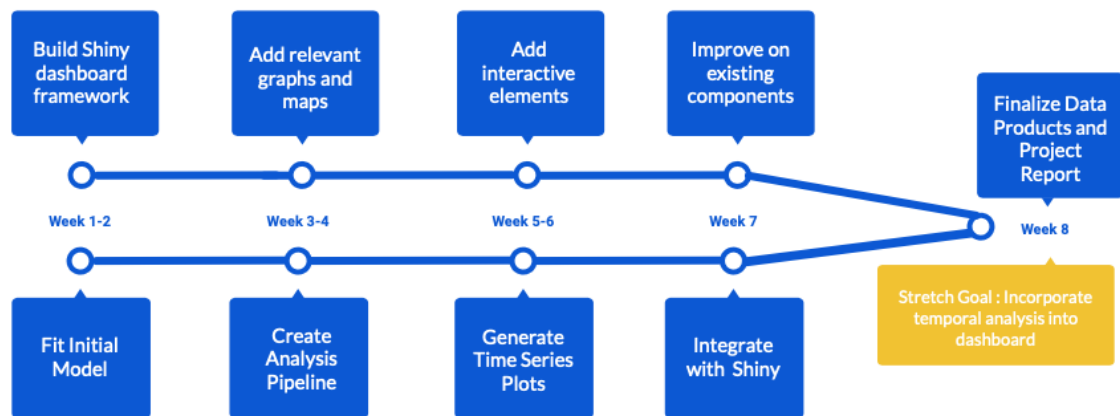 Build Shiny
dashboard
framework
Add relevant
graphs and
maps
Add
interactive
elements
Improve on
existing
components
Finalize Data
Products and
Project
Report
Week 1-2
Week 3-4
Week 5-6
Week 7
Week 8
Fit Initial
Model
Create
Analysis
Pipeline
Generate
Time Series
Plots
Integrate
with Shiny
Stretch Goal : Incorporate
temporal analysis into
dashboard